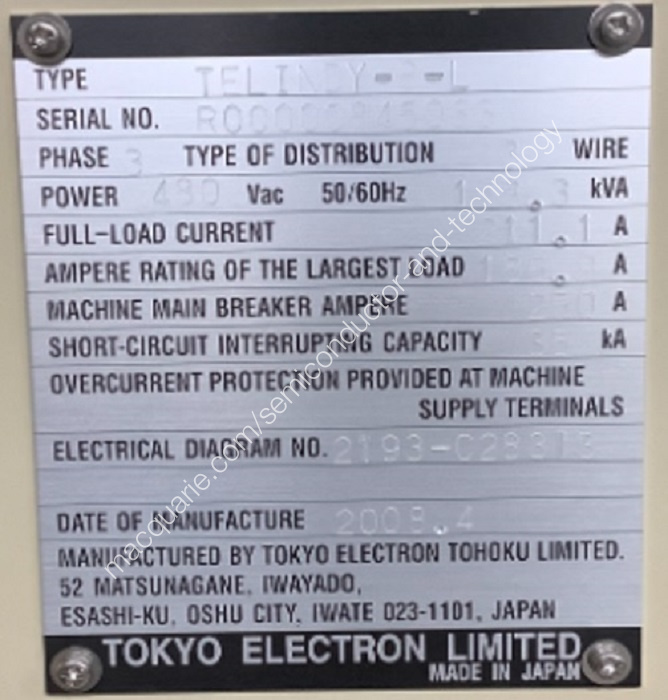 TYPE TELINDY-P-L
SERIAL NO.
PHASE 3 TYPE OF DISTRIBUTION WIRE
POWER 480 Vac 50/60Hz kVA
FULL-LOAD CURRENT A
AMPERE RATING OF THE LARGEST LOAD A
MACHINE MAIN BREAKER AMPERE A
SHORT-CIRCUIT INTERRUPTING CAPACITY kA
OVERCURRENT PROTECTION PROVIDED AT MACHINE
SUPPLY TERMINALS
ELECTRICAL DIAGRAM NO.
DATE OF MANUFACTURE
MANUFACTURED BY TOKYO ELECTRON TOHOKU LIMITED.
52 MATSUNAGANE, IWAYADO,
ESASHI-KU, OSHU CITY, IWATE 023-1101, JAPAN
TOKYO ELECTRON LIMITED
MADE IN JAPAN
macquarie.com/semiconductor-and-technology